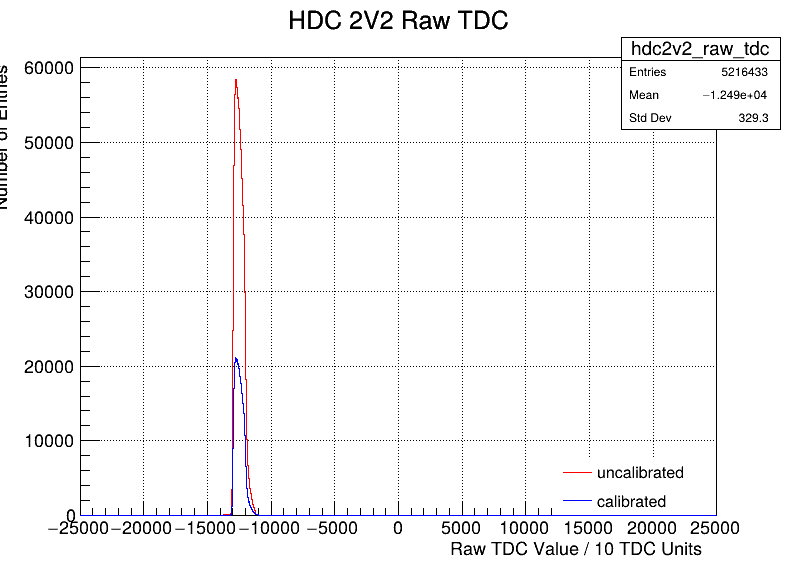 HDC 2V2 Raw TDC
hdc2v2_raw_tdc
Entries 5216433
Mean −1.249e+04
Std Dev 329.3
Number of Entries
60000
50000
40000
30000
20000
10000
0
−25000 −20000 −15000 −10000 −5000 0 5000 10000 15000 20000 25000
uncalibrated
calibrated
Raw TDC Value / 10 TDC Units